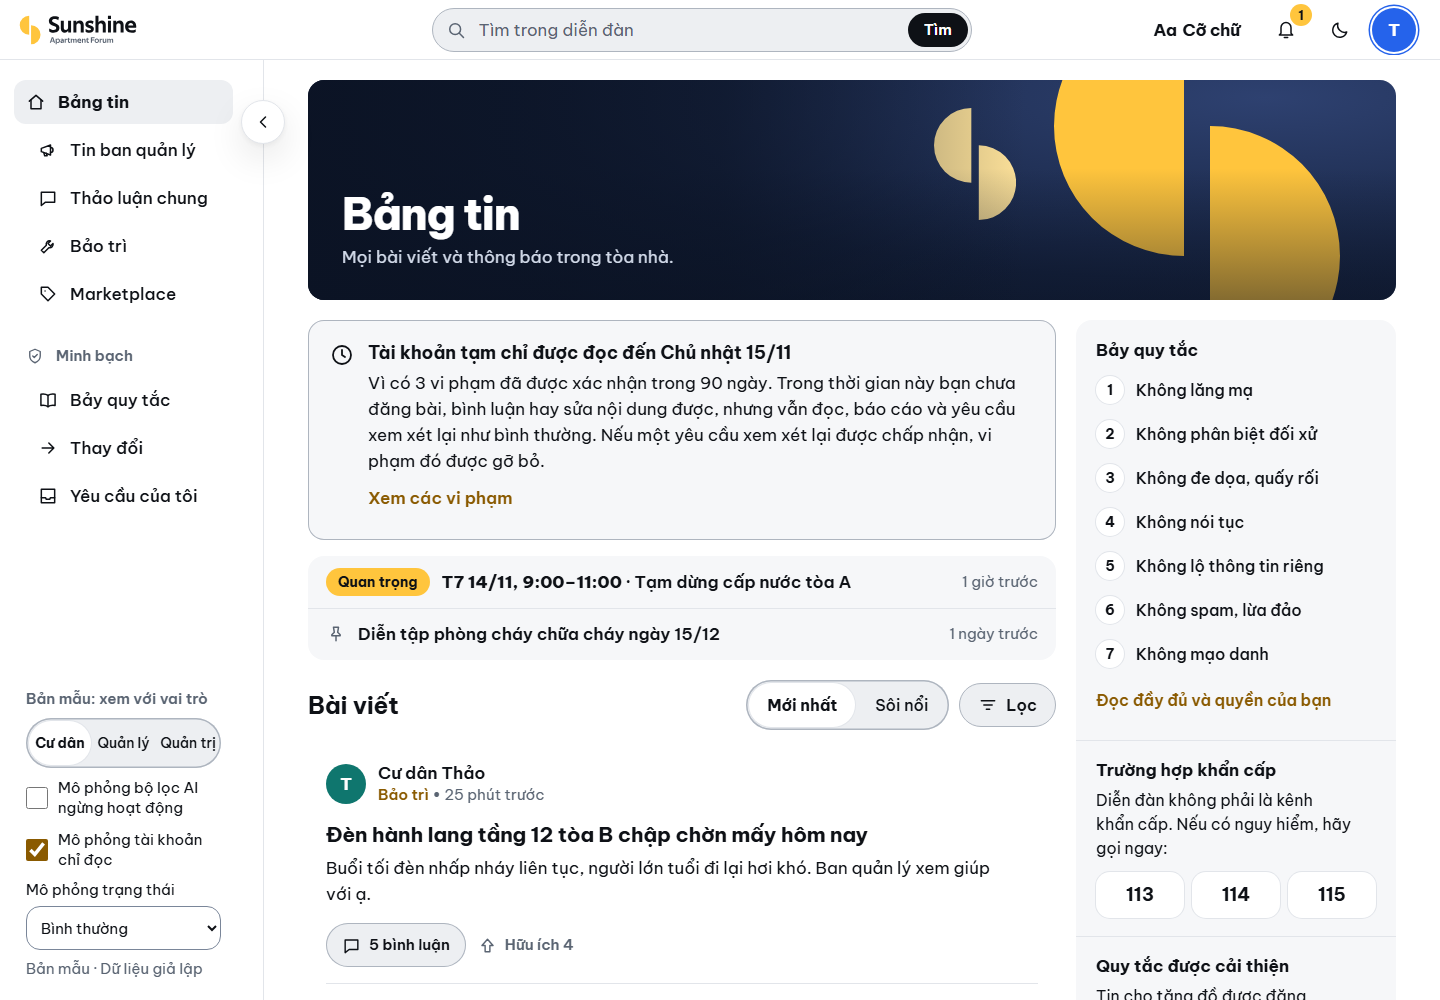 Sunshine
Apartment Forum
Tìm trong diễn đàn
Tìm
Aa Cỡ chữ
1
T
Bảng tin
Tin ban quản lý
Thảo luận chung
Bảo trì
Marketplace
Minh bạch
Bảy quy tắc
Thay đổi
Yêu cầu của tôi
Bản mẫu: xem với vai trò
Cư dân
Quản lý
Quản trị
Mô phỏng bộ lọc AI
ngừng hoạt động
Mô phỏng tài khoản
chỉ đọc
Mô phỏng trạng thái
Bình thường
Bản mẫu · Dữ liệu giả lập
Bảng tin
Mọi bài viết và thông báo trong tòa nhà.
Tài khoản tạm chỉ được đọc đến Chủ nhật 15/11
Vì có 3 vi phạm đã được xác nhận trong 90 ngày. Trong thời gian này bạn chưa
đăng bài, bình luận hay sửa nội dung được, nhưng vẫn đọc, báo cáo và yêu cầu
xem xét lại như bình thường. Nếu một yêu cầu xem xét lại được chấp nhận, vi
phạm đó được gỡ bỏ.
Xem các vi phạm
Quan trọng
T7 14/11, 9:00–11:00 · Tạm dừng cấp nước tòa A
1 giờ trước
Diễn tập phòng cháy chữa cháy ngày 15/12
1 ngày trước
Bài viết
Mới nhất
Sôi nổi
Lọc
T
Cư dân Thảo
Bảo trì • 25 phút trước
Đèn hành lang tầng 12 tòa B chập chờn mấy hôm nay
Buổi tối đèn nhấp nháy liên tục, người lớn tuổi đi lại hơi khó. Ban quản lý xem giúp
với ạ.
5 bình luận
Hữu ích 4
Bảy quy tắc
1 Không lăng mạ
2 Không phân biệt đối xử
3 Không đe dọa, quấy rối
4 Không nói tục
5 Không lộ thông tin riêng
6 Không spam, lừa đảo
7 Không mạo danh
Đọc đầy đủ và quyền của bạn
Trường hợp khẩn cấp
Diễn đàn không phải là kênh
khẩn cấp. Nếu có nguy hiểm, hãy
gọi ngay:
113
114
115
Quy tắc được cải thiện
Tin cho tặng đồ được đăng